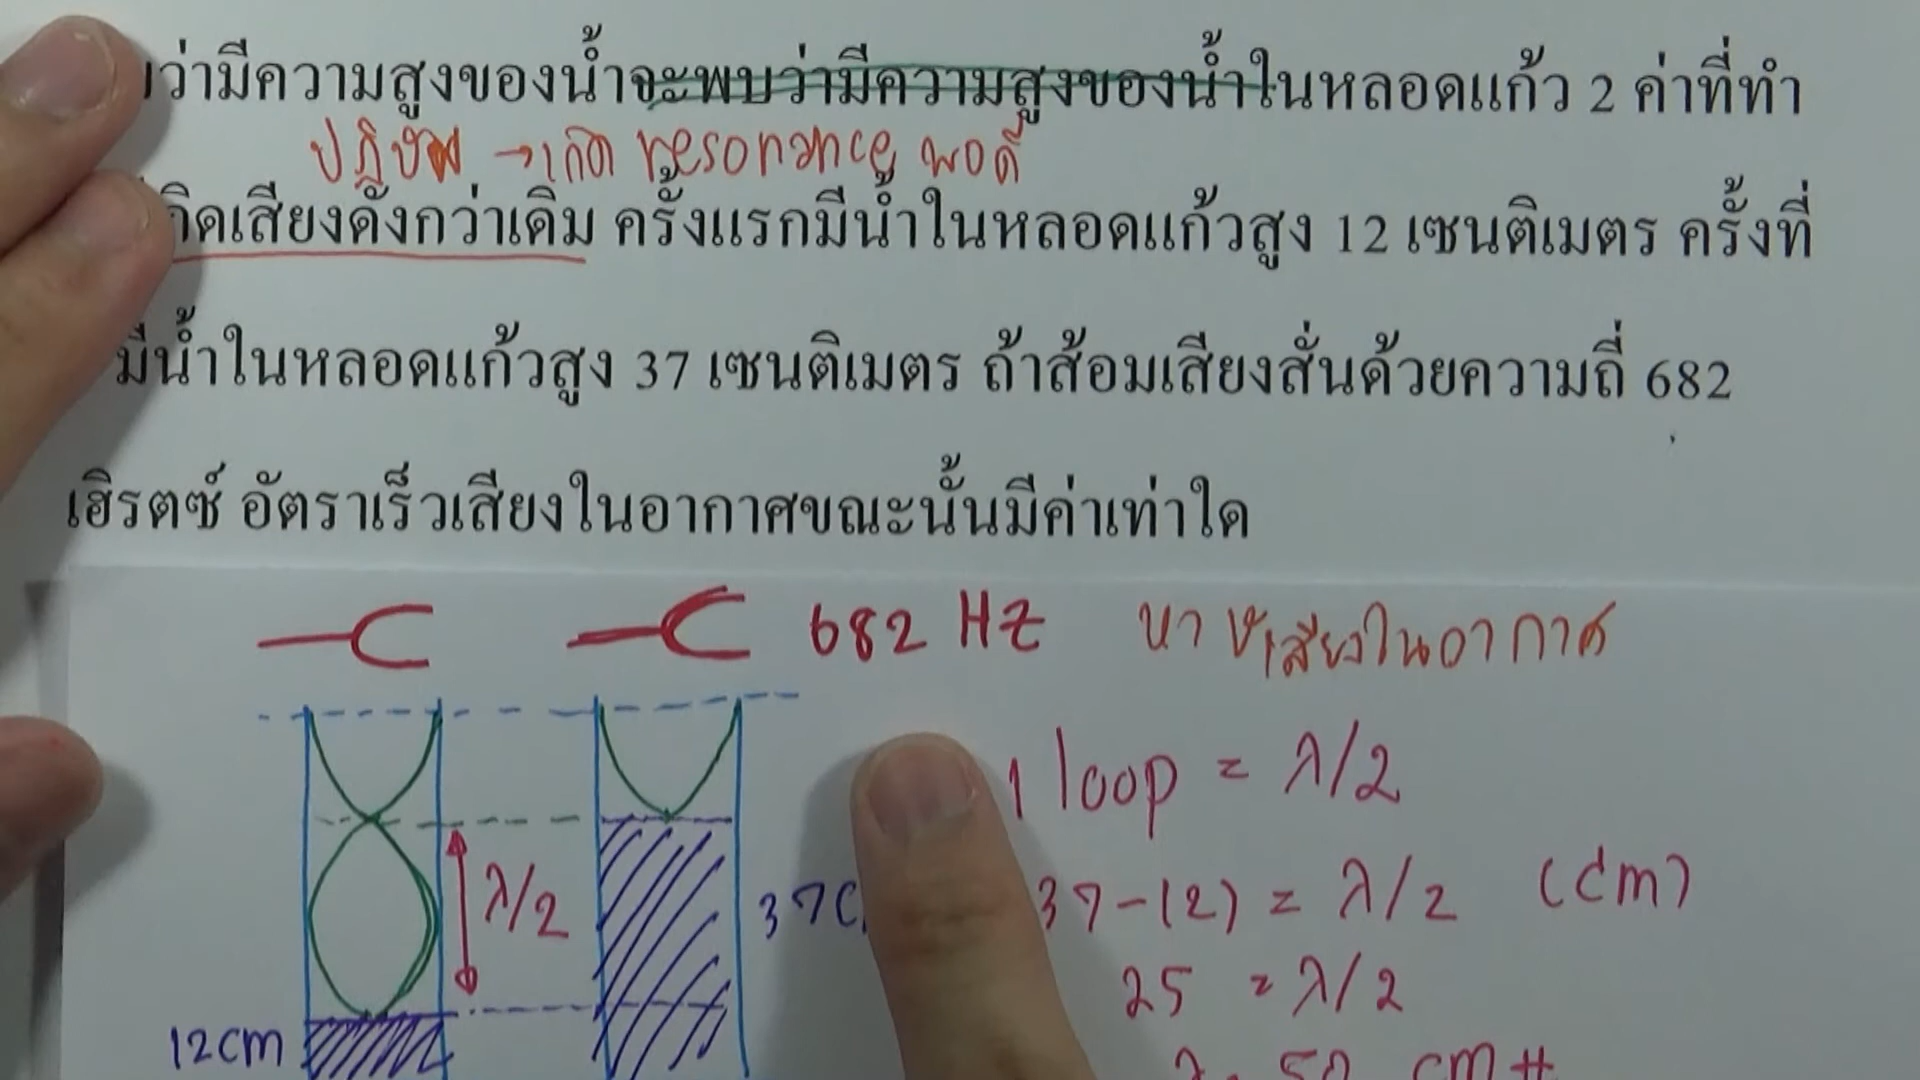 ว่ามีความสูงของน้ำจะพบว่ามีความสูงของน้ำในหลอดแก้ว 2 ค่าที่ทำ
→เกิด resonance พอดี
กิดเสียงดังกว่าเดิม ครั้งแรกมีน้ำในหลอดแก้วสูง 12 เซนติเมตร ครั้งที่
มีน้ำในหลอดแก้วสูง 37 เซนติเมตร ถ้าส้อมเสียงสั่นด้วยความถี่ 682
เฮิรตซ์ อัตราเร็วเสียงในอากาศขณะนั้นมีค่าเท่าใด
682 HZ หา v เสียงในอากาศ
1 loop = λ/2
37-12 = λ/2 (cm)
λ/2
37c
25 = λ/2
12cm
λ = 50 cm #